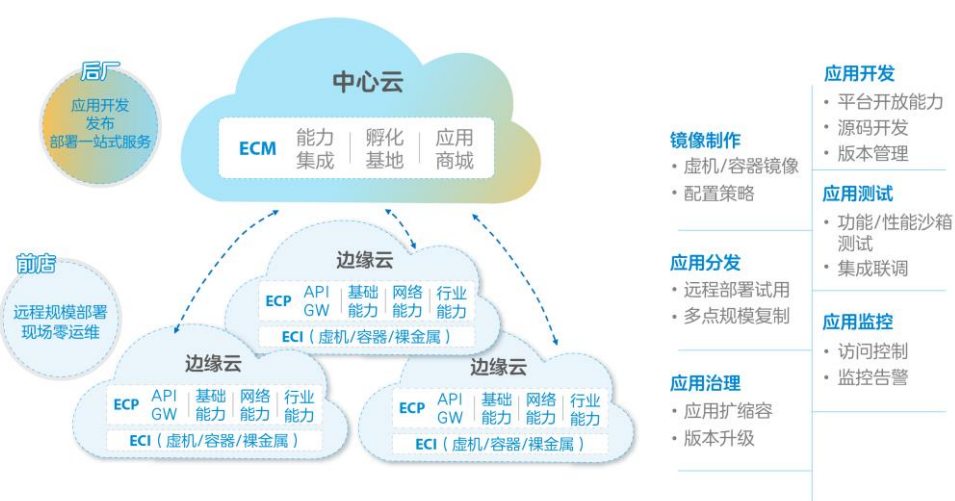 后厂
应用开发
发布
部署一站式服务
中心云
ECM
能力
集成
孵化
基地
应用
商城
前店
远程规模部署
现场零运维
边缘云
ECP
API
GW
基础
能力
网络
能力
行业
能力
ECI（虚机/容器/裸金属）
边缘云
ECP
API
GW
基础
能力
网络
能力
行业
能力
ECI（虚机/容器/裸金属）
边缘云
ECP
API
GW
基础
能力
网络
能力
行业
能力
ECI（虚机/容器/裸金属）
镜像制作
• 虚机/容器镜像
• 配置策略
应用分发
• 远程部署试用
• 多点规模复制
应用治理
• 应用扩缩容
• 版本升级
应用开发
• 平台开放能力
• 源码开发
• 版本管理
应用测试
• 功能/性能沙箱
测试
• 集成联调
应用监控
• 访问控制
• 监控告警